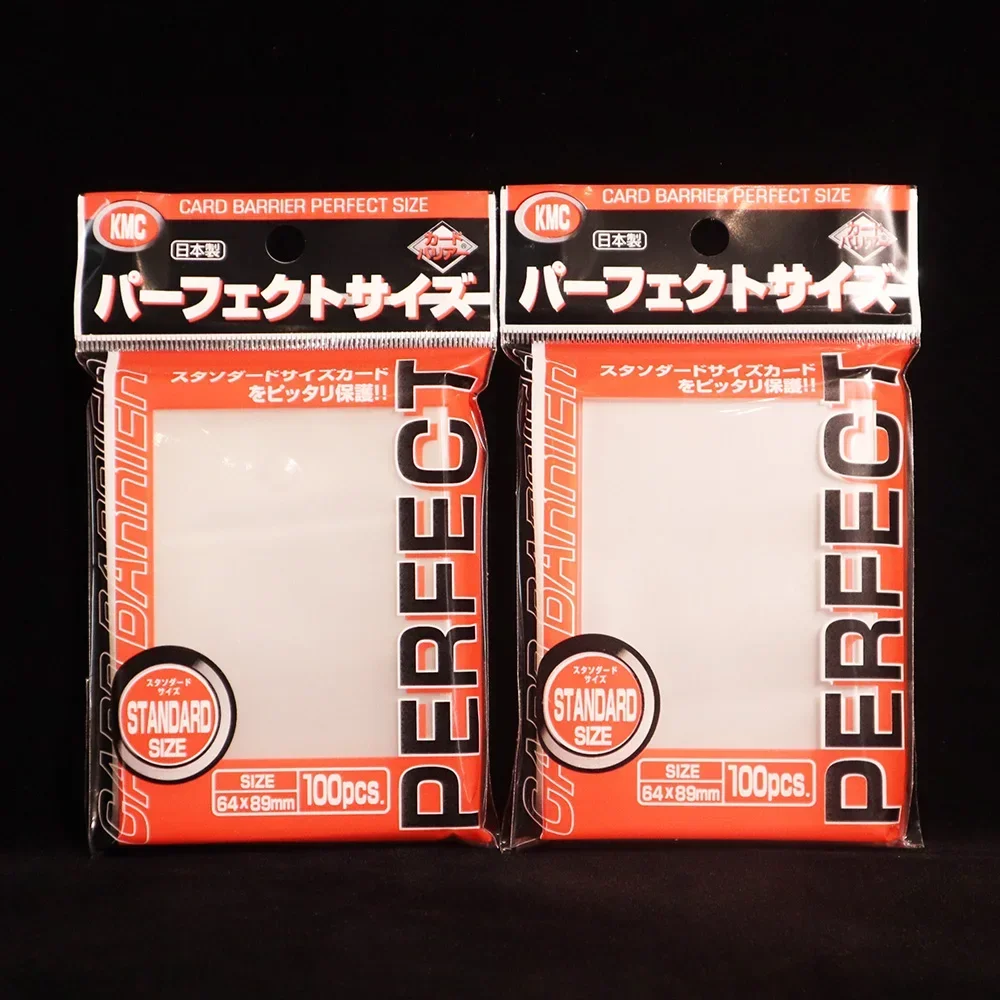 CARD BARRIER PERFECT SIZE
KMC
日本製
カード
バリアー®
パーフェクトサイズ
スタンダードサイズカード
をピッタリ保護!!
PERFECT
CARD BARRIER
スタンダード
サイズ
STANDARD
SIZE
SIZE
64×89mm
100pcs.
CARD BARRIER PERFECT SIZE
KMC
日本製
カード
バリアー®
パーフェクトサイズ
スタンダードサイズカード
をピッタリ保護!!
PERFECT
CARD BARRIER
スタンダード
サイズ
STANDARD
SIZE
SIZE
64×89mm
100pcs.